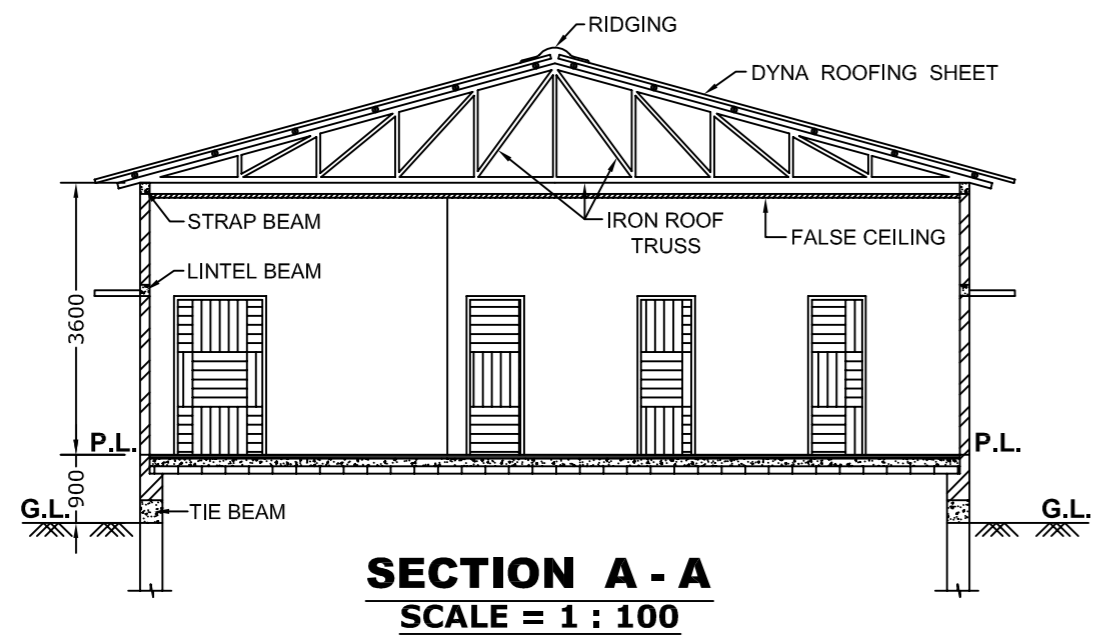 RIDGING
DYNA ROOFING SHEET
STRAP BEAM
IRON ROOF
TRUSS
FALSE CEILING
LINTEL BEAM
3600
P.L.
P.L.
900
G.L.
TIE BEAM
G.L.
SECTION A - A
SCALE = 1 : 100